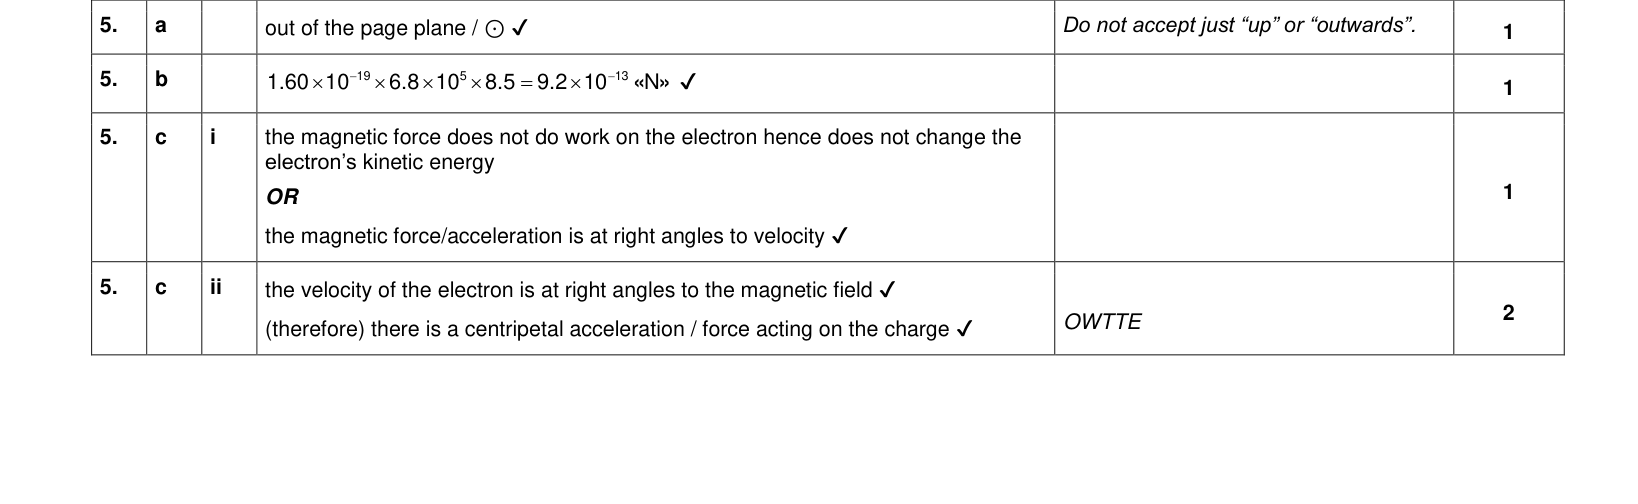 5. a out of the page plane / ⊙ ✓ Do not accept just “up” or “outwards”. 1
5. b 1.60×10⁻¹⁹×6.8×10⁵×8.5=9.2×10⁻¹³ «N» ✓ 1
5. c i the magnetic force does not do work on the electron hence does not change the
electron’s kinetic energy
OR
1
the magnetic force/acceleration is at right angles to velocity ✓
5. c ii the velocity of the electron is at right angles to the magnetic field ✓
(therefore) there is a centripetal acceleration / force acting on the charge ✓ OWTTE 2